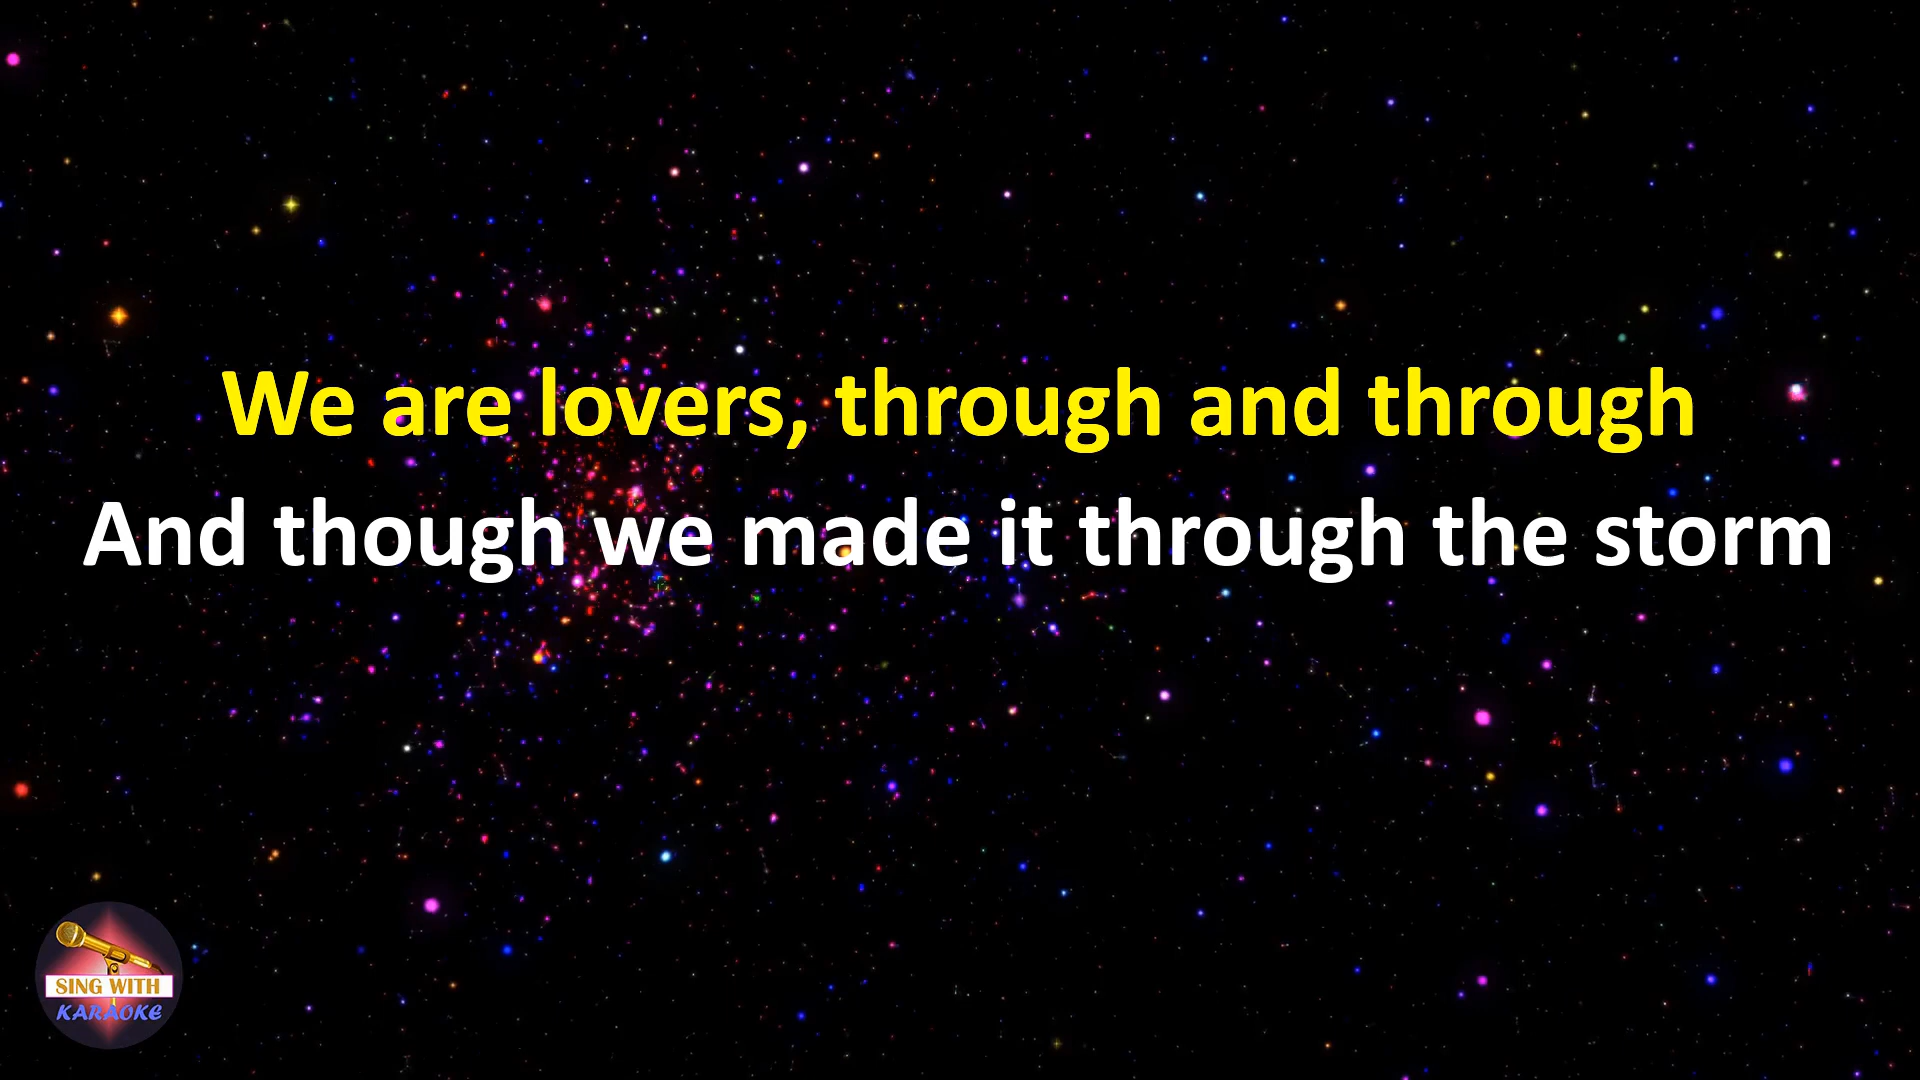 We are lovers, through and through
And though we made it through the storm
SING WITH
KARAOKE